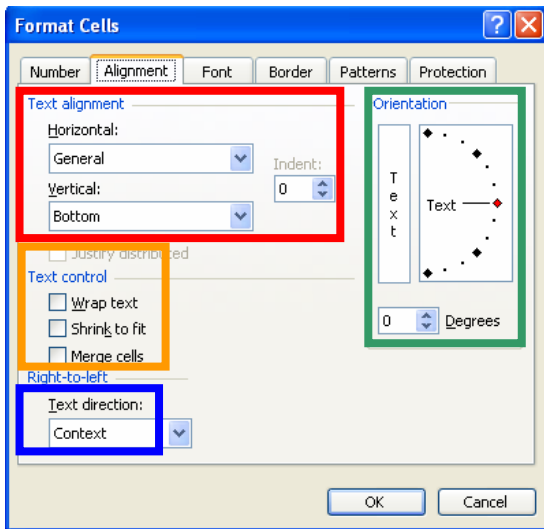 Format Cells
Number Alignment Font Border Patterns Protection
Text alignment
Horizontal:
General
Indent:
0
Vertical:
Bottom
Justify distributed
Text control
Wrap text
Shrink to fit
Merge cells
Right-to-left
Text direction:
Context
Orientation
Text
Text
0 Degrees
OK Cancel